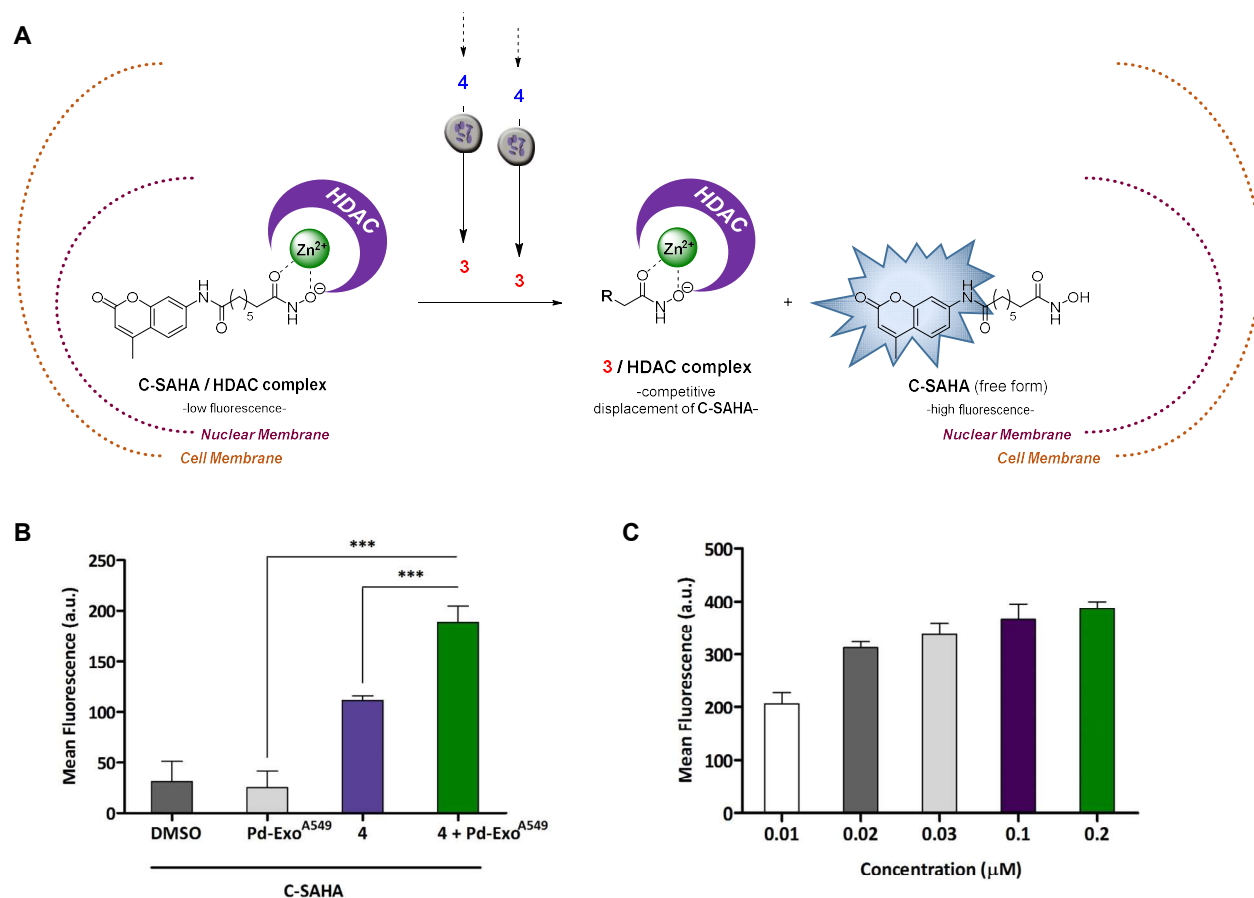 A
4
4
HDAC
Zn2+
3
3
O
O
N
H
O
( )5
O
N
H
O ⊖
C-SAHA / HDAC complex
-low fluorescence-
Nuclear Membrane
Cell Membrane
HDAC
Zn2+
R
O
N
H
O ⊖
3 / HDAC complex
-competitive
displacement of C-SAHA-
+
O
O
H
N
O
( )5
O
N
H
OH
C-SAHA (free form)
-high fluorescence-
Nuclear Membrane
Cell Membrane
B
Mean Fluorescence (a.u.)
250
200
150
100
50
0
***
***
DMSO
Pd-ExoA549
4
4 + Pd-ExoA549
C-SAHA
C
Mean Fluorescence (a.u.)
500
400
300
200
100
0
0.01
0.02
0.03
0.1
0.2
Concentration (μM)